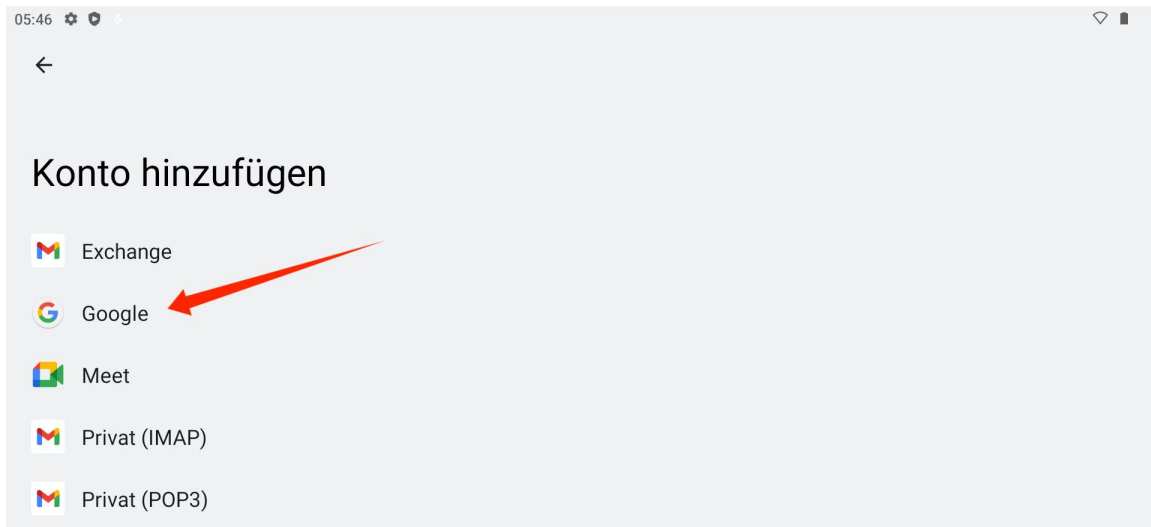 05:46
Konto hinzufügen
Exchange
Google
Meet
Privat (IMAP)
Privat (POP3)